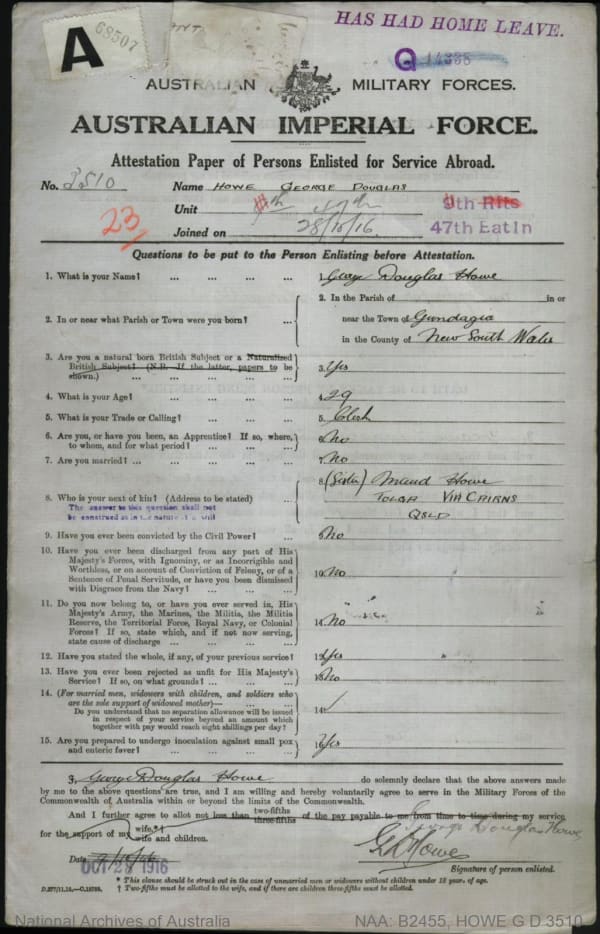 HAS HAD HOME LEAVE.
A 68507
Q 14338
AUSTRALIAN MILITARY FORCES.
AUSTRALIAN IMPERIAL FORCE.
Attestation Paper of Persons Enlisted for Service Abroad.
No. 3510 Name HOWE GEORGE DOUGLAS
23 Unit 47th 9th Rfts
Joined on 28/10/16. 47th Batln
Questions to be put to the Person Enlisting before Attestation.
1. What is your Name? ... ... ... ... 1. George Douglas Howe
2. In or near what Parish or Town were you born? ... 2. In the Parish of in or
near the Town of Gundagia
in the County of New South Wales
3. Are you a natural born British Subject or a Naturalized
British Subject? (N.B.—If the latter, papers to be
shown.) ... ... ... ... 3. Yes
4. What is your Age? ... ... ... ... 4. 29
5. What is your Trade or Calling? ... ... ... 5. Clerk
6. Are you, or have you been, an Apprentice? If so, where,
to whom, and for what period? ... ... ... 6. No
7. Are you married? ... ... ... ... 7. No
8. Who is your next of kin? (Address to be stated) ... 8. (Sister) Maud Howe
The answer to this question shall not
be construed as in the nature of a will
TOLGA VIA CAIRNS
QSLD
9. Have you ever been convicted by the Civil Power? ... 9. No
10. Have you ever been discharged from any part of His
Majesty's Forces, with Ignominy, or as Incorrigible and
Worthless, or on account of Conviction of Felony, or of a
Sentence of Penal Servitude, or have you been dismissed
with Disgrace from the Navy? ... ... ... 10. No
11. Do you now belong to, or have you ever served in, His
Majesty's Army, the Marines, the Militia, the Militia
Reserve, the Territorial Force, Royal Navy, or Colonial
Forces? If so, state which, and if not now serving,
state cause of discharge ... ... ... 11. No
12. Have you stated the whole, if any, of your previous service? 12. Yes
13. Have you ever been rejected as unfit for His Majesty's
Service? If so, on what grounds? ... ... ... 13. No
14. (For married men, widowers with children, and soldiers who
are the sole support of widowed mother)—
Do you understand that no separation allowance will be issued
in respect of your service beyond an amount which
together with pay would reach eight shillings per day? 14. ✓
15. Are you prepared to undergo inoculation against small pox
and enteric fever? ... ... ... ... 15. Yes
I, George Douglas Howe do solemnly declare that the above answers made
by me to the above questions are true, and I am willing and hereby voluntarily agree to serve in the Military Forces of the
Commonwealth of Australia within or beyond the limits of the Commonwealth.
And I further agree to allot not less than two-fifths three-fifths of the pay payable to me from time to time during my service
for the support of my wife,* wife and children.†
George Douglas Howe
G D Howe
Date OCT 28 1916
Signature of person enlisted.
* This clause should be struck out in the case of unmarried men or widowers without children under 18 years of age.
† Two-fifths must be allotted to the wife, and if there are children three-fifths must be allotted.
National Archives of Australia NAA: B2455, HOWE G D 3510